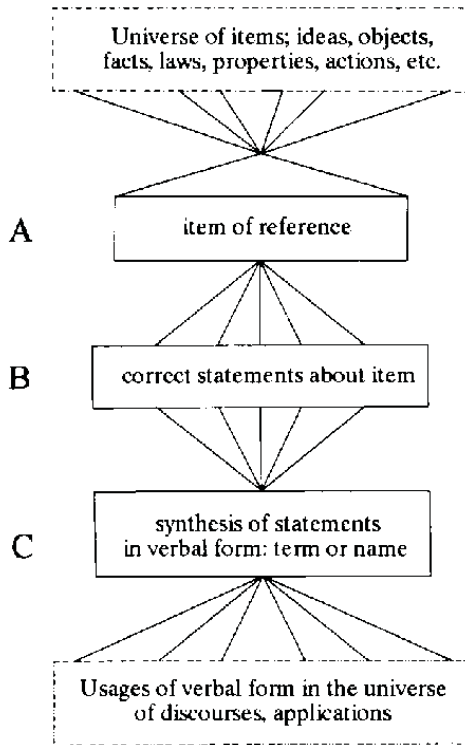 Universe of items; ideas, objects,
facts, laws, properties, actions, etc.
A
item of reference
B
correct statements about item
C
synthesis of statements
in verbal form: term or name
Usages of verbal form in the universe
of discourses, applications